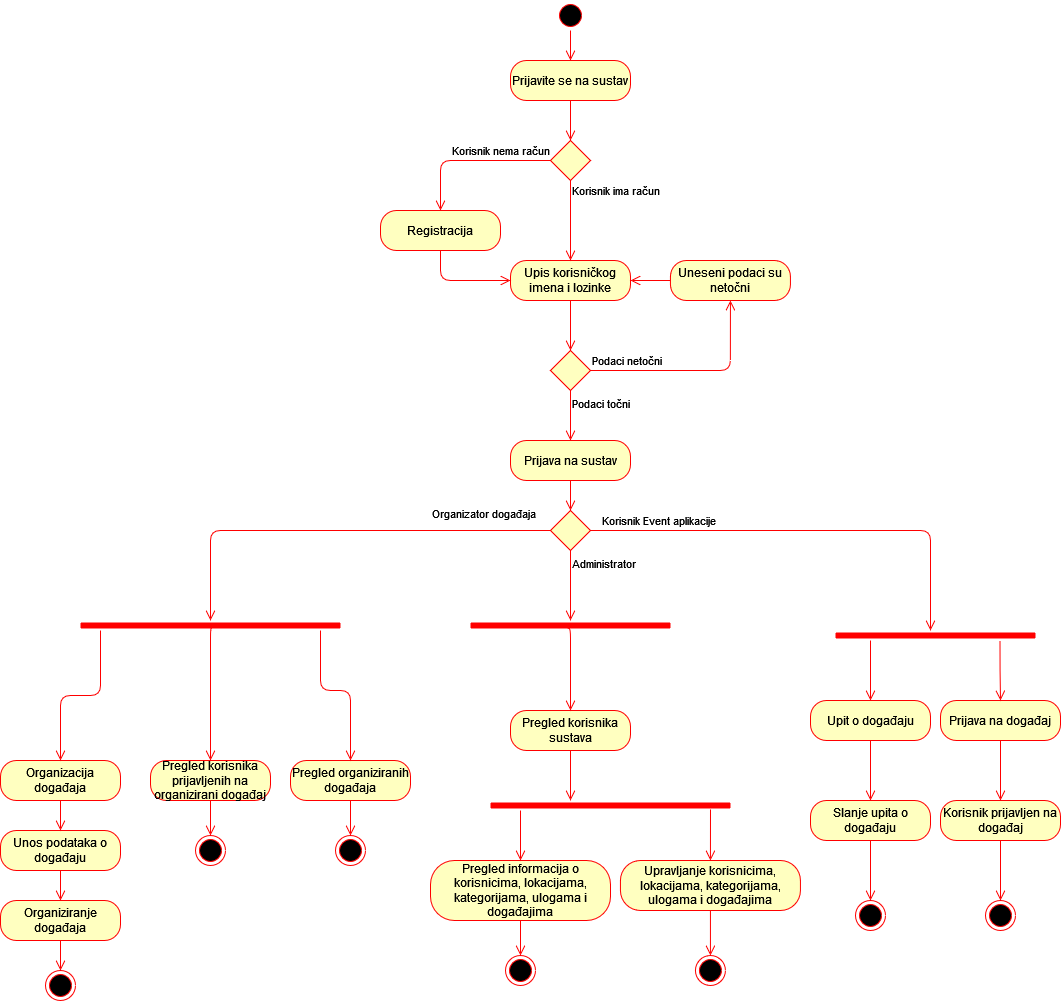 Prijavite se na sustav
Korisnik nema račun
Korisnik ima račun
Registracija
Upis korisničkog
imena i lozinke
Uneseni podaci su
netočni
Podaci netočni
Podaci točni
Prijava na sustav
Organizator događaja
Korisnik Event aplikacije
Administrator
Organizacija
događaja
Pregled korisnika
prijavljenih na
organizirani događaj
Pregled organiziranih
događaja
Unos podataka o
događaju
Organiziranje
događaja
Pregled korisnika
sustava
Pregled informacija o
korisnicima, lokacijama,
kategorijama, ulogama i
događajima
Upravljanje korisnicima,
lokacijama, kategorijama,
ulogama i događajima
Upit o događaju
Prijava na događaj
Slanje upita o
događaju
Korisnik prijavljen na
događaj